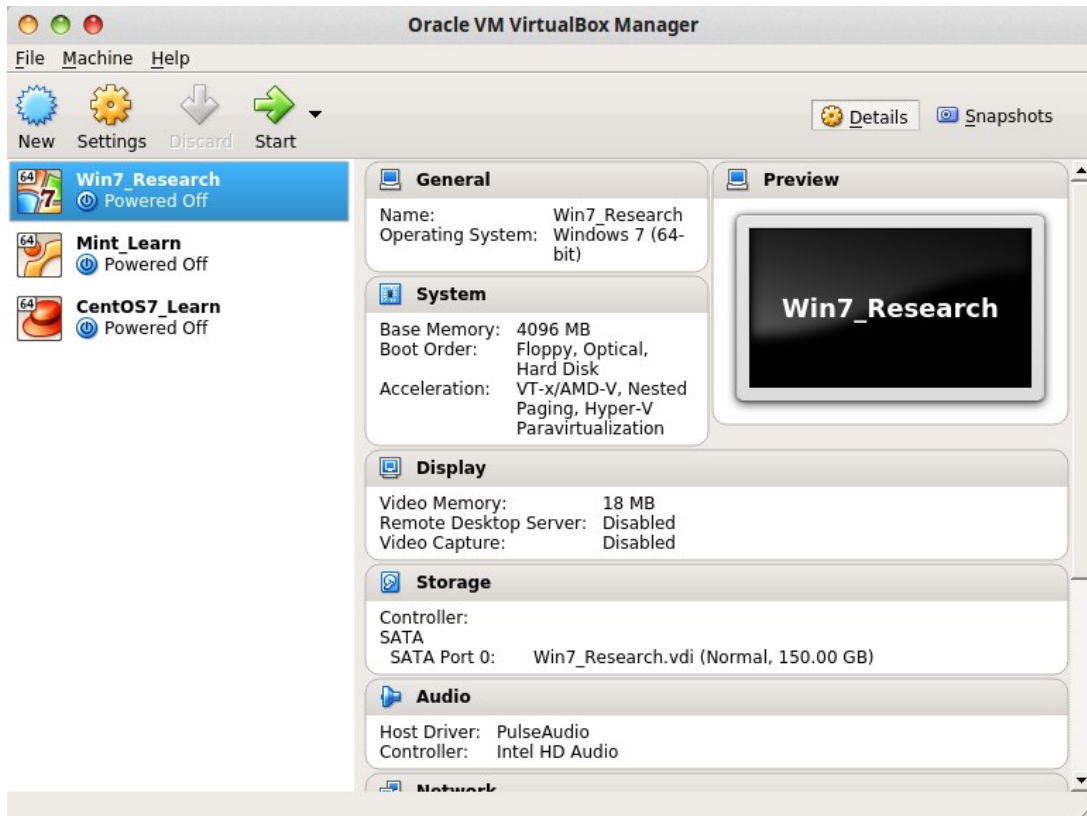 Oracle VM VirtualBox Manager
File Machine Help
New Settings Discard Start
Details Snapshots
64
7
Win7_Research
Powered Off
64
Mint_Learn
Powered Off
64
CentOS7_Learn
Powered Off
General
Name: Win7_Research
Operating System: Windows 7 (64-
bit)
System
Base Memory: 4096 MB
Boot Order: Floppy, Optical,
Hard Disk
Acceleration: VT-x/AMD-V, Nested
Paging, Hyper-V
Paravirtualization
Preview
Win7_Research
Display
Video Memory: 18 MB
Remote Desktop Server: Disabled
Video Capture: Disabled
Storage
Controller:
SATA
SATA Port 0: Win7_Research.vdi (Normal, 150.00 GB)
Audio
Host Driver: PulseAudio
Controller: Intel HD Audio
Network